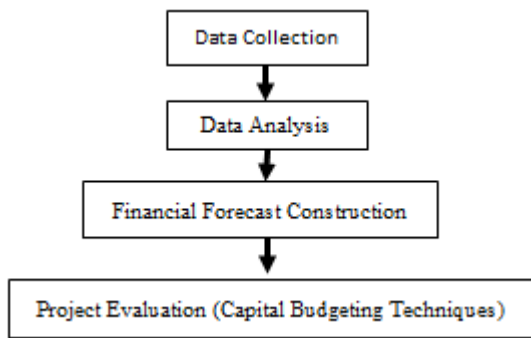 Data Collection
Data Analysis
Financial Forecast Construction
Project Evaluation (Capital Budgeting Techniques)